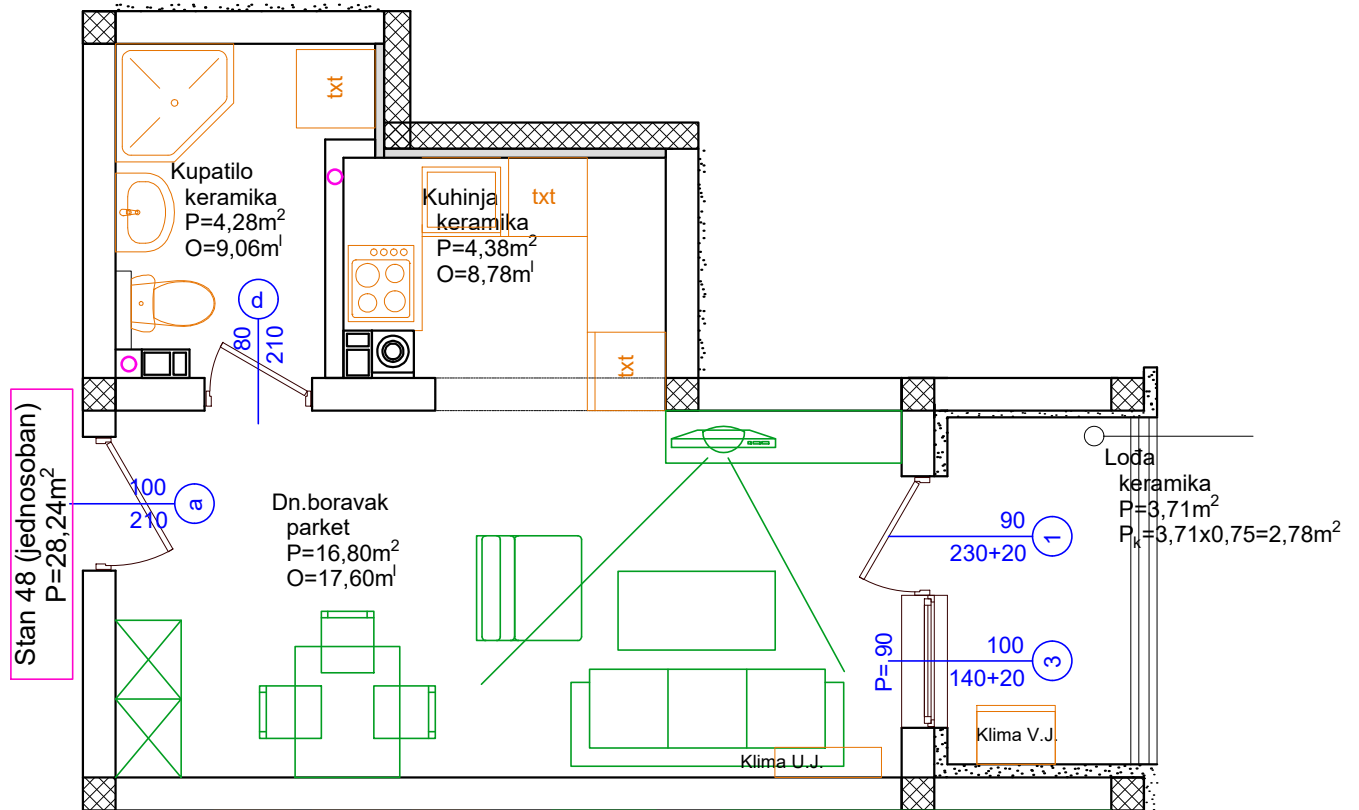 txt
Kupatilo
keramika
P=4,28m²
O=9,06mˡ
Kuhinja
keramika
P=4,38m²
O=8,78mˡ
txt
txt
d
80
210
Stan 48 (jednosoban)
P=28,24m²
100
210
a
Dn.boravak
parket
P=16,80m²
O=17,60mˡ
Lođa
keramika
P=3,71m²
Pₖ=3,71x0,75=2,78m²
90
230+20
1
P= 90
100
140+20
3
Klima U.J.
Klima V.J.